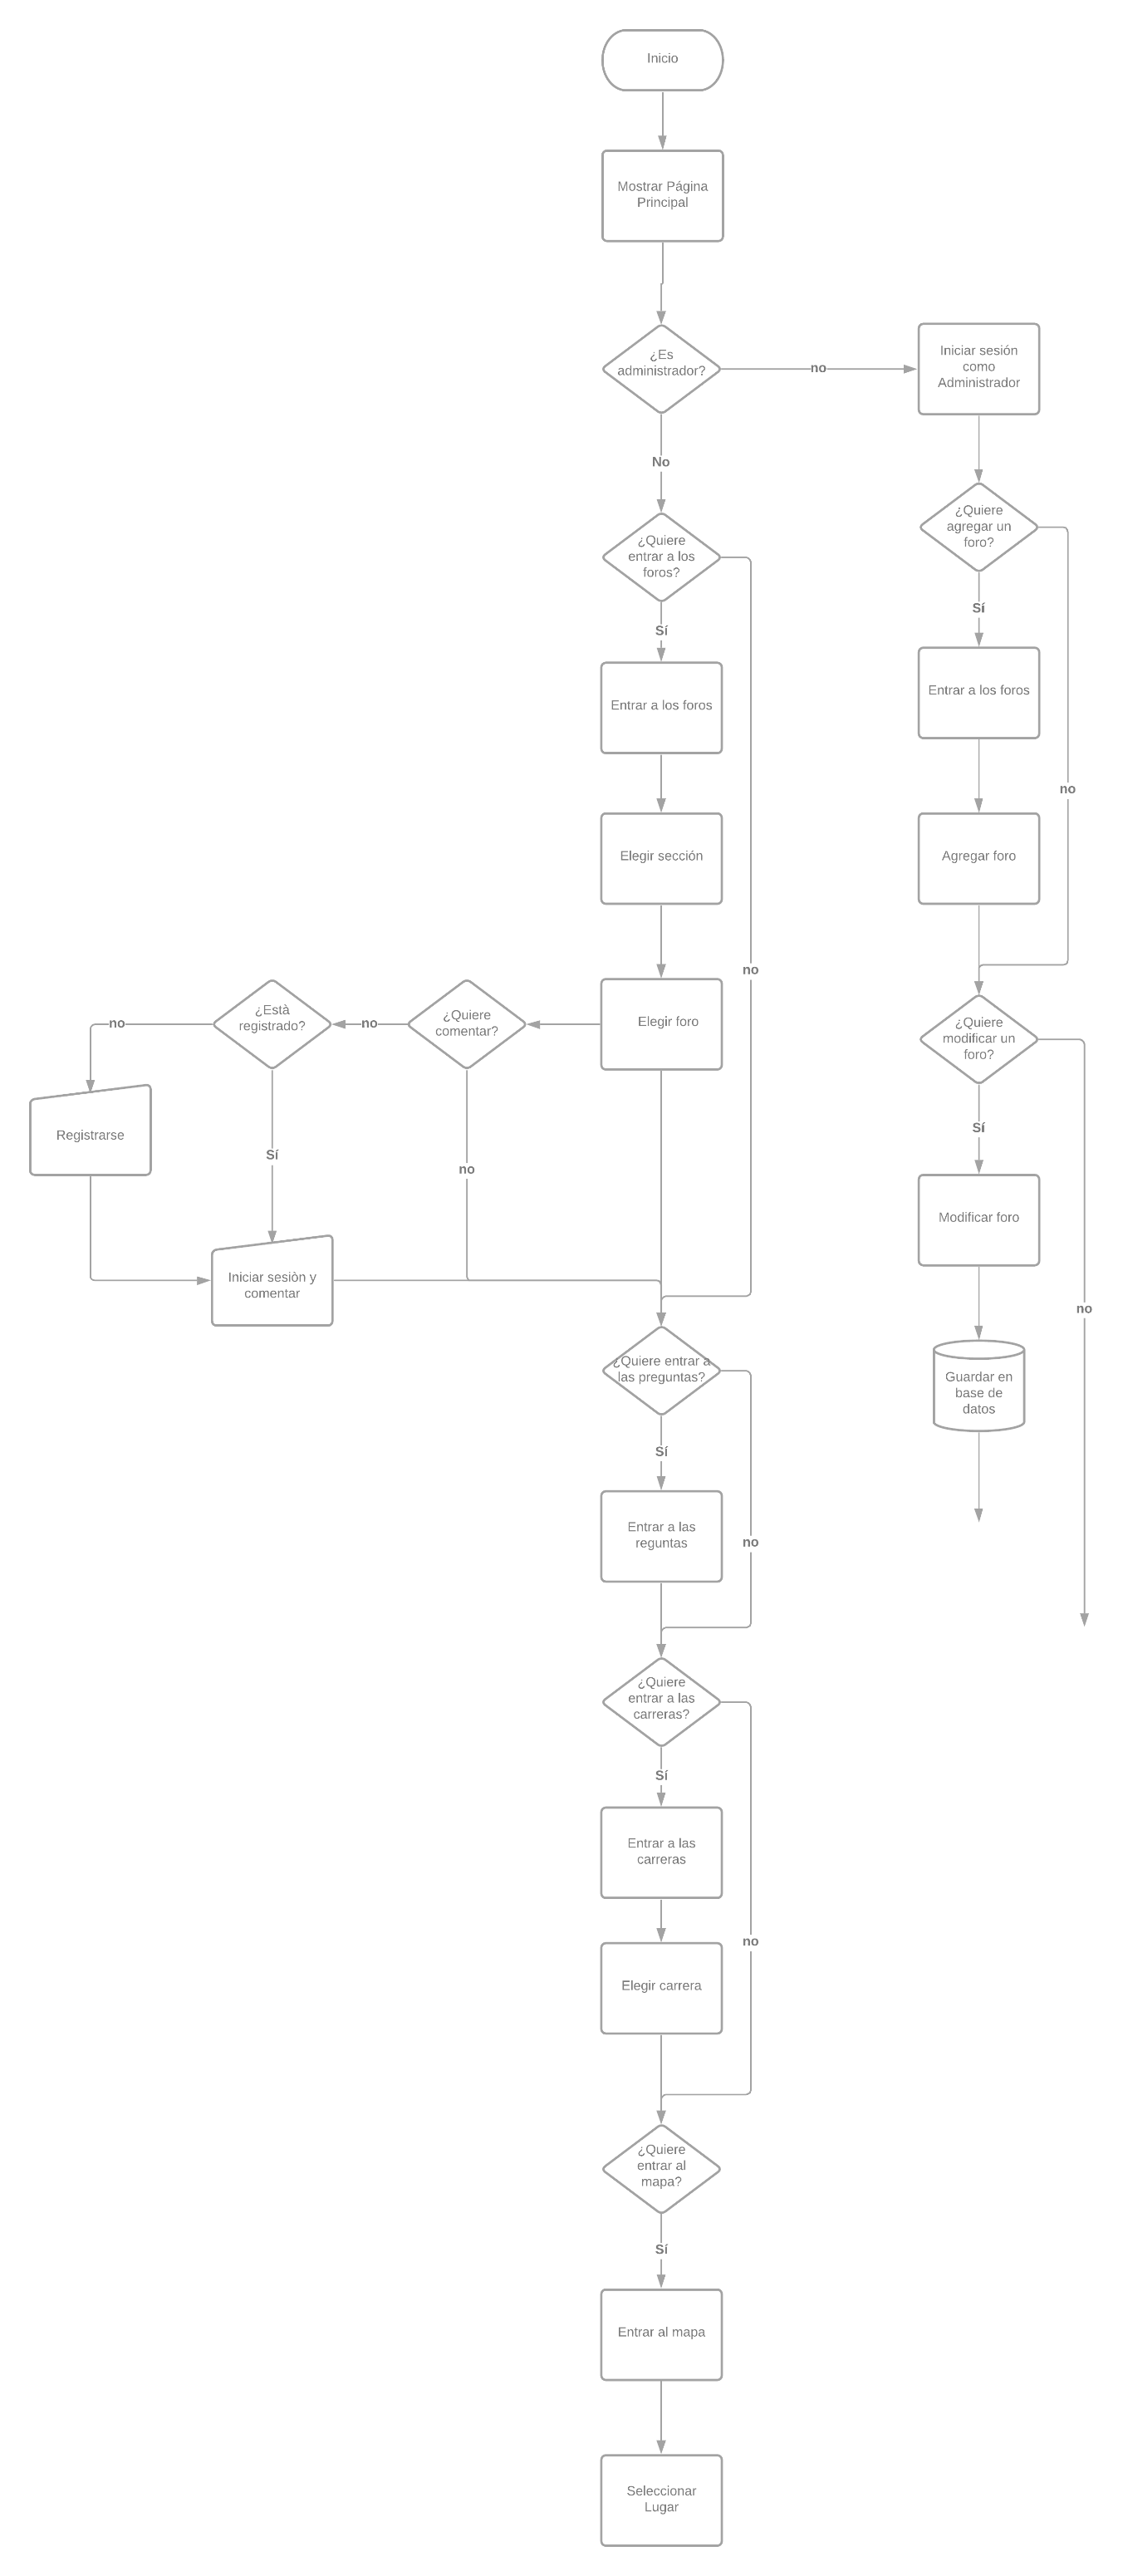 Inicio
Mostrar Página
Principal
¿Es
administrador?
no
Iniciar sesión
como
Administrador
No
¿Quiere
agregar un
foro?
¿Quiere
entrar a los
foros?
Sí
Sí
Entrar a los foros
Entrar a los foros
no
Elegir sección
Agregar foro
no
¿Està
registrado?
no
no
¿Quiere
comentar?
Elegir foro
¿Quiere
modificar un
foro?
Registrarse
Sí
Sí
no
Modificar foro
Iniciar sesiòn y
comentar
no
¿Quiere entrar a
las preguntas?
Guardar en
base de
datos
Sí
Entrar a las
reguntas
no
¿Quiere
entrar a las
carreras?
Sí
Entrar a las
carreras
no
Elegir carrera
¿Quiere
entrar al
mapa?
Sí
Entrar al mapa
Seleccionar
Lugar